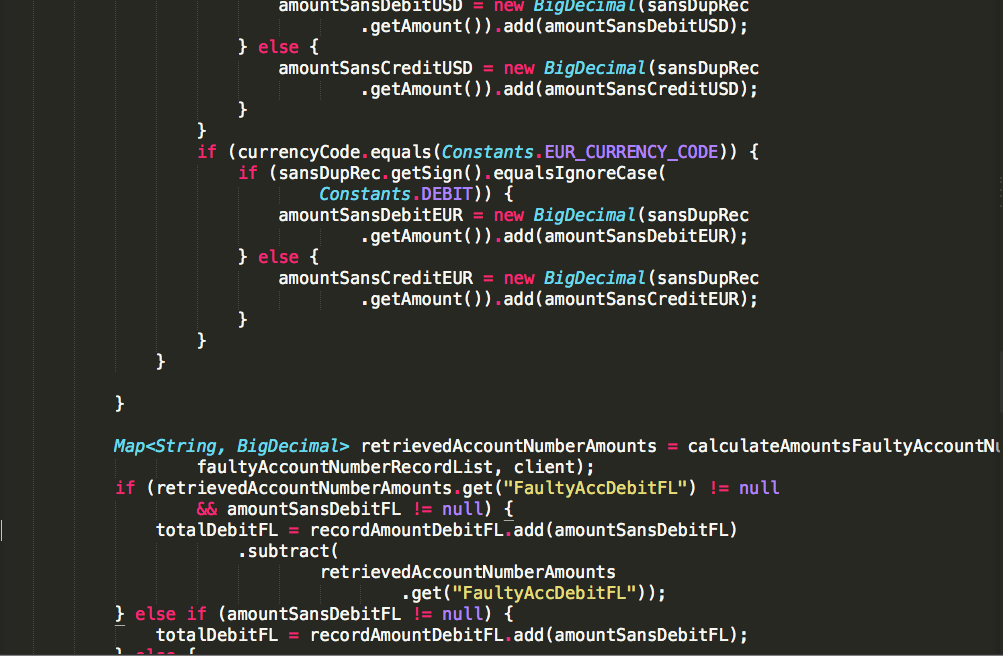 amountSansDebitUSD = new BigDecimal(sansDupRec
.getAmount()).add(amountSansDebitUSD);
} else {
amountSansCreditUSD = new BigDecimal(sansDupRec
.getAmount()).add(amountSansCreditUSD);
}
}
if (currencyCode.equals(Constants.EUR_CURRENCY_CODE)) {
if (sansDupRec.getSign().equalsIgnoreCase(
Constants.DEBIT)) {
amountSansDebitEUR = new BigDecimal(sansDupRec
.getAmount()).add(amountSansDebitEUR);
} else {
amountSansCreditEUR = new BigDecimal(sansDupRec
.getAmount()).add(amountSansCreditEUR);
}
}
}
}
Map<String, BigDecimal> retrievedAccountNumberAmounts = calculateAmountsFaultyAccountNu
faultyAccountNumberRecordList, client);
if (retrievedAccountNumberAmounts.get("FaultyAccDebitFL") != null
&& amountSansDebitFL != null) {
totalDebitFL = recordAmountDebitFL.add(amountSansDebitFL)
.subtract(
retrievedAccountNumberAmounts
.get("FaultyAccDebitFL"));
} else if (amountSansDebitFL != null) {
totalDebitFL = recordAmountDebitFL.add(amountSansDebitFL);
} else {